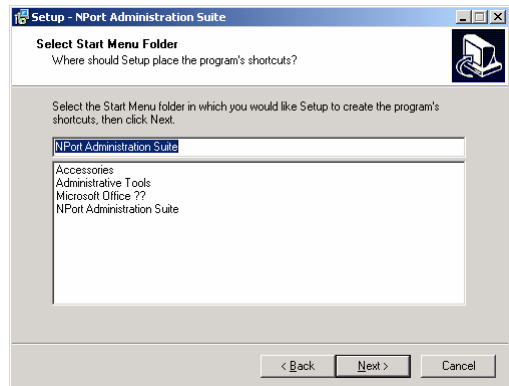 Setup - NPort Administration Suite
Select Start Menu Folder
Where should Setup place the program's shortcuts?
Select the Start Menu folder in which you would like Setup to create the program's
shortcuts, then click Next.
NPort Administration Suite
Accessories
Administrative Tools
Microsoft Office ??
NPort Administration Suite
< Back
Next >
Cancel